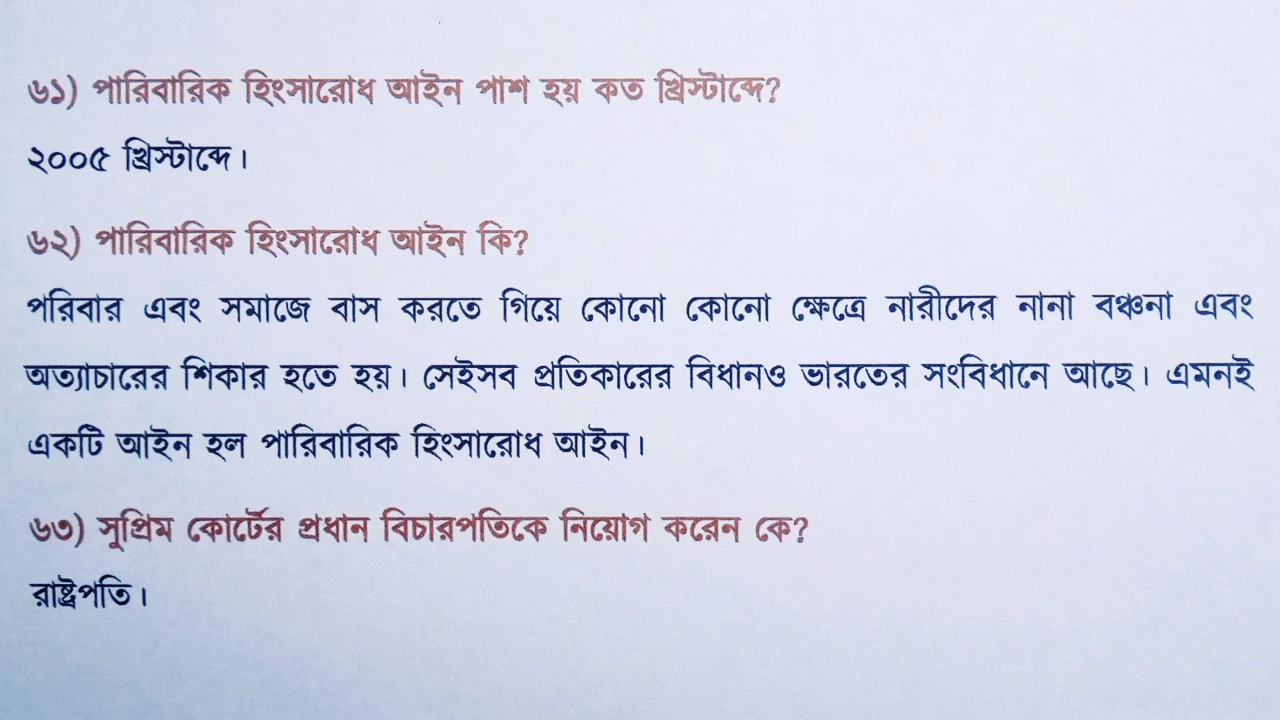 ৬১) পারিবারিক হিংসারোধ আইন পাশ হয় কত খ্রিস্টাব্দে?
২০০৫ খ্রিস্টাব্দে।
৬২) পারিবারিক হিংসারোধ আইন কি?
পরিবার এবং সমাজে বাস করতে গিয়ে কোনো কোনো ক্ষেত্রে নারীদের নানা বঞ্চনা এবং
অত্যাচারের শিকার হতে হয়। সেইসব প্রতিকারের বিধানও ভারতের সংবিধানে আছে। এমনই
একটি আইন হল পারিবারিক হিংসারোধ আইন।
৬৩) সুপ্রিম কোর্টের প্রধান বিচারপতিকে নিয়োগ করেন কে?
রাষ্ট্রপতি।